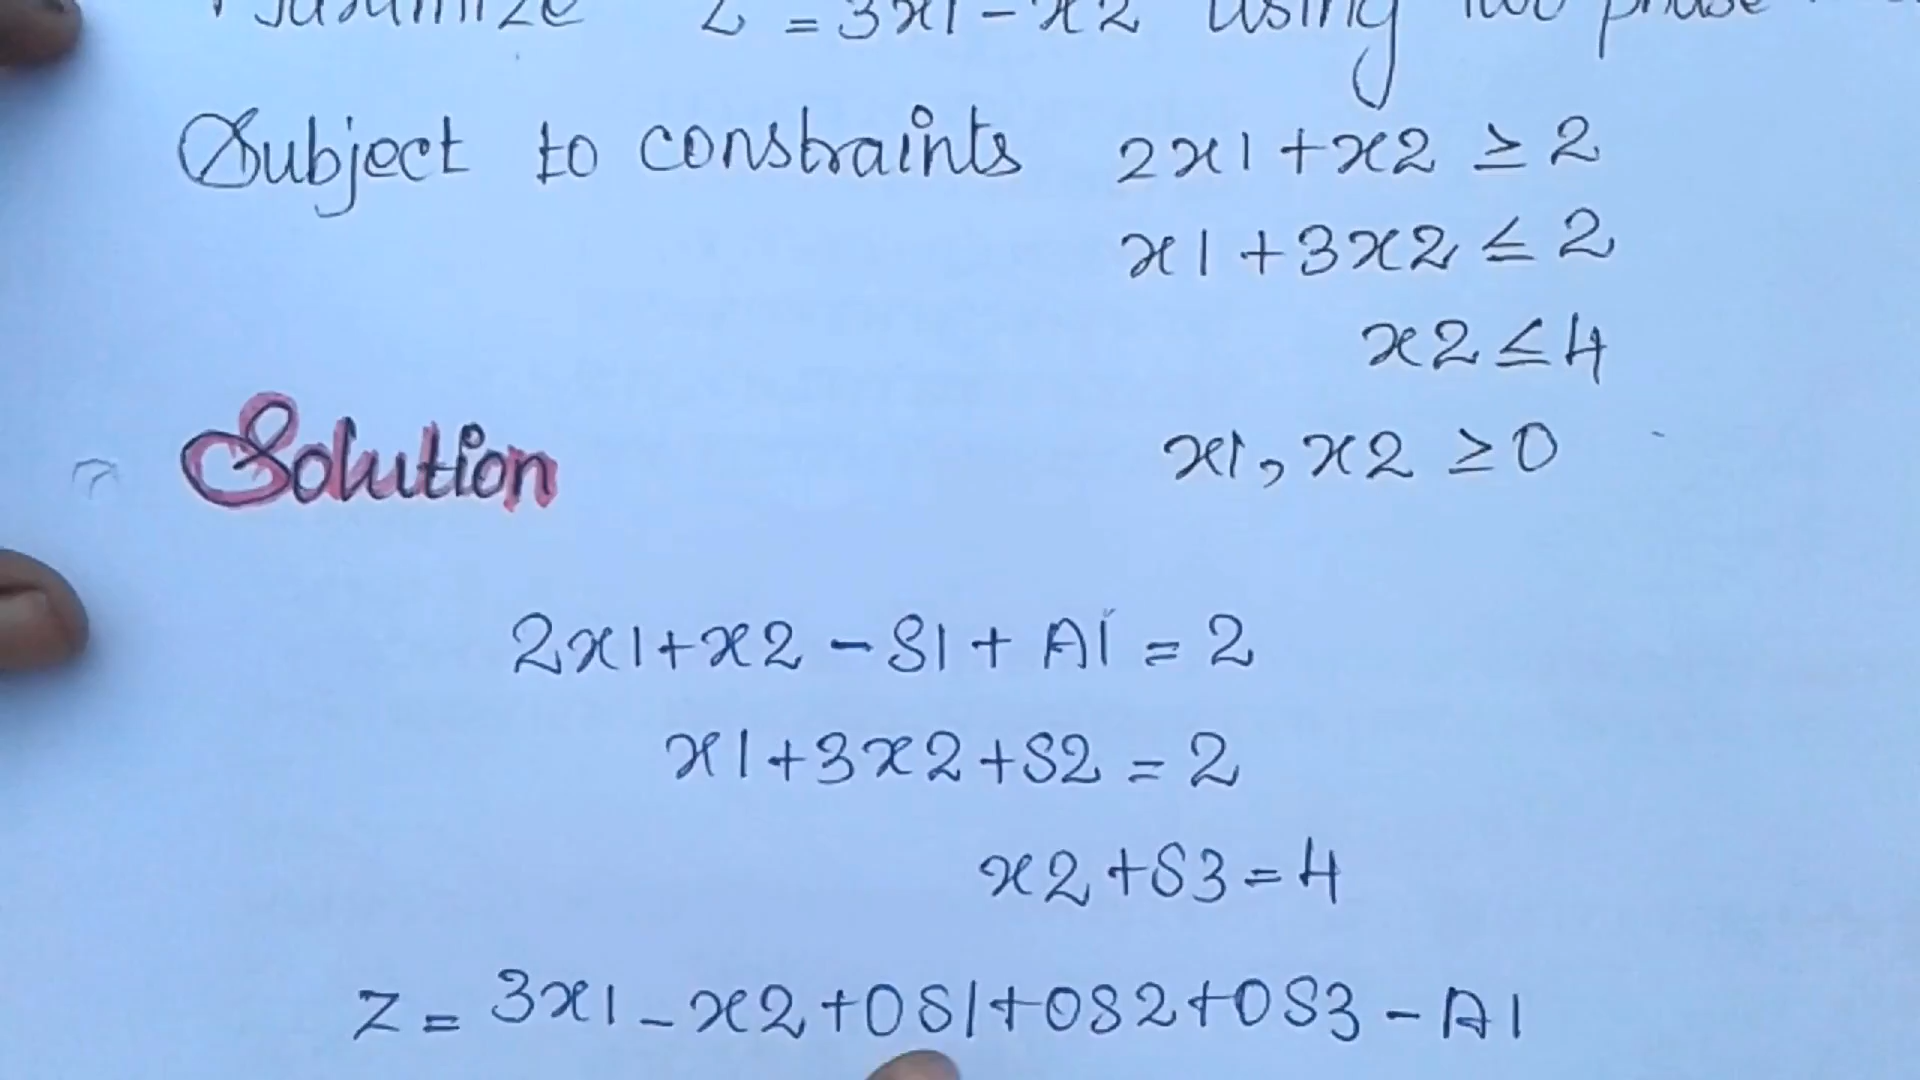 Z = 3x1 - x2 using
Subject to constraints 2x1 + x2 ≥ 2
x1 + 3x2 ≤ 2
x2 ≤ 4
x1, x2 ≥ 0
Solution
2x1 + x2 - S1 + A1 = 2
x1 + 3x2 + S2 = 2
x2 + S3 = 4
Z = 3x1 - x2 + 0S1 + 0S2 + 0S3 - A1